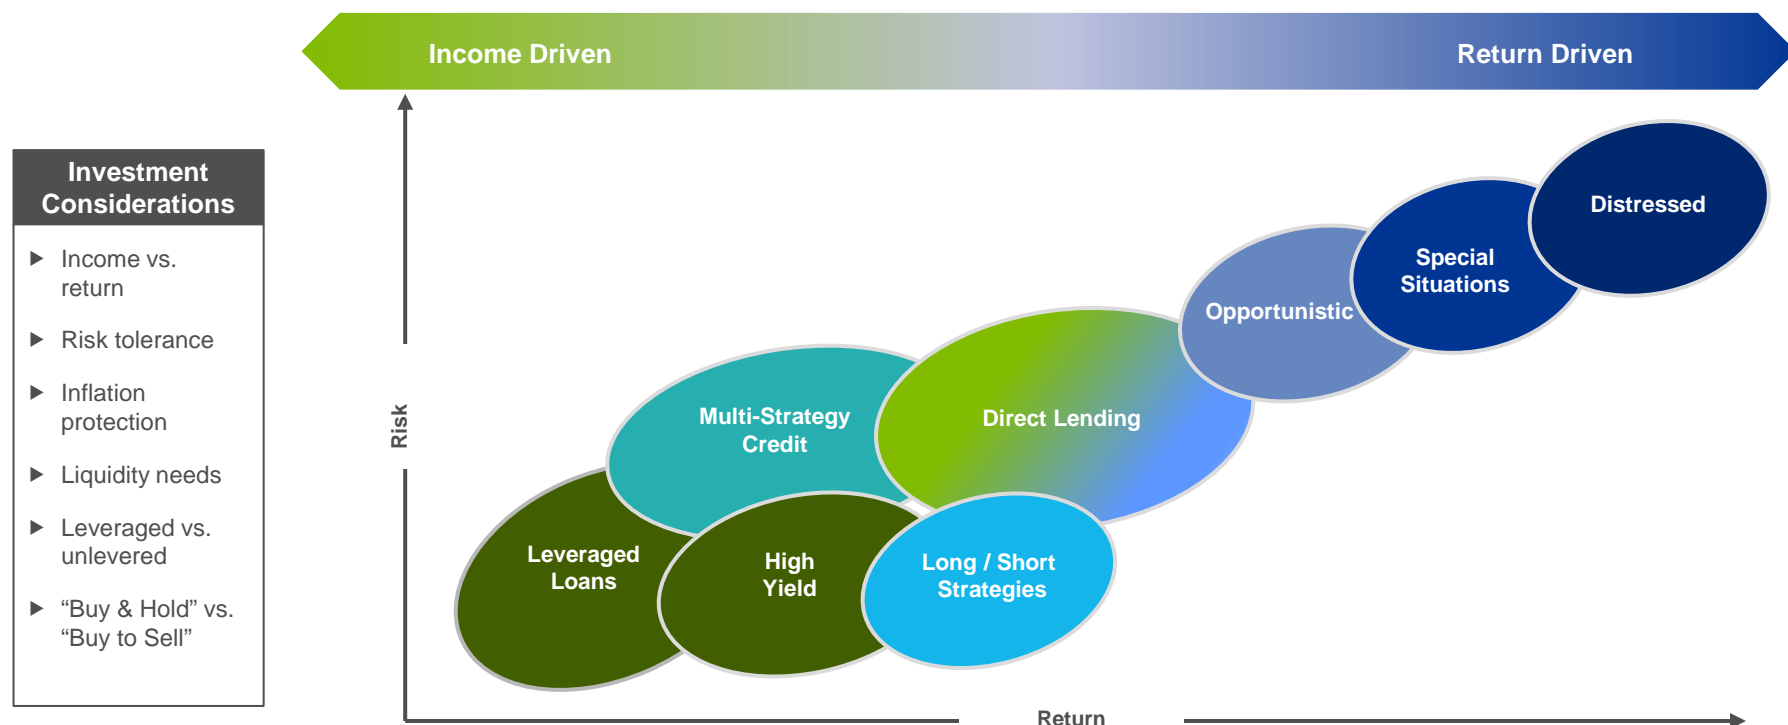 Income Driven
Return Driven
Investment
Considerations
Income vs.
return
Risk tolerance
Inflation
protection
Liquidity needs
Leveraged vs.
unlevered
“Buy & Hold” vs.
“Buy to Sell”
Risk
Distressed
Special
Situations
Opportunistic
Direct Lending
Multi-Strategy
Credit
Leveraged
Loans
High
Yield
Long / Short
Strategies
Return